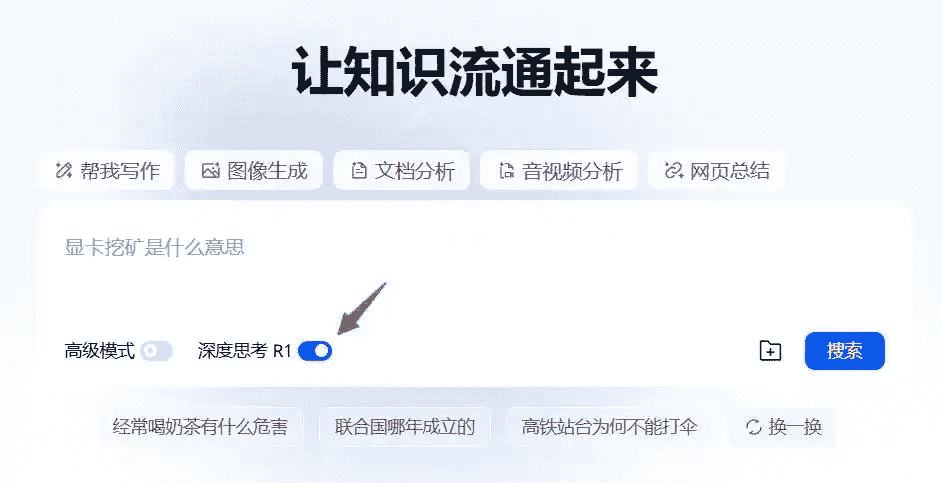 让知识流通起来
帮我写作 图像生成 文档分析 音视频分析 网页总结
显卡挖矿是什么意思
高级模式 深度思考 R1 搜索
经常喝奶茶有什么危害 联合国哪年成立的 高铁站台为何不能打伞 换一换